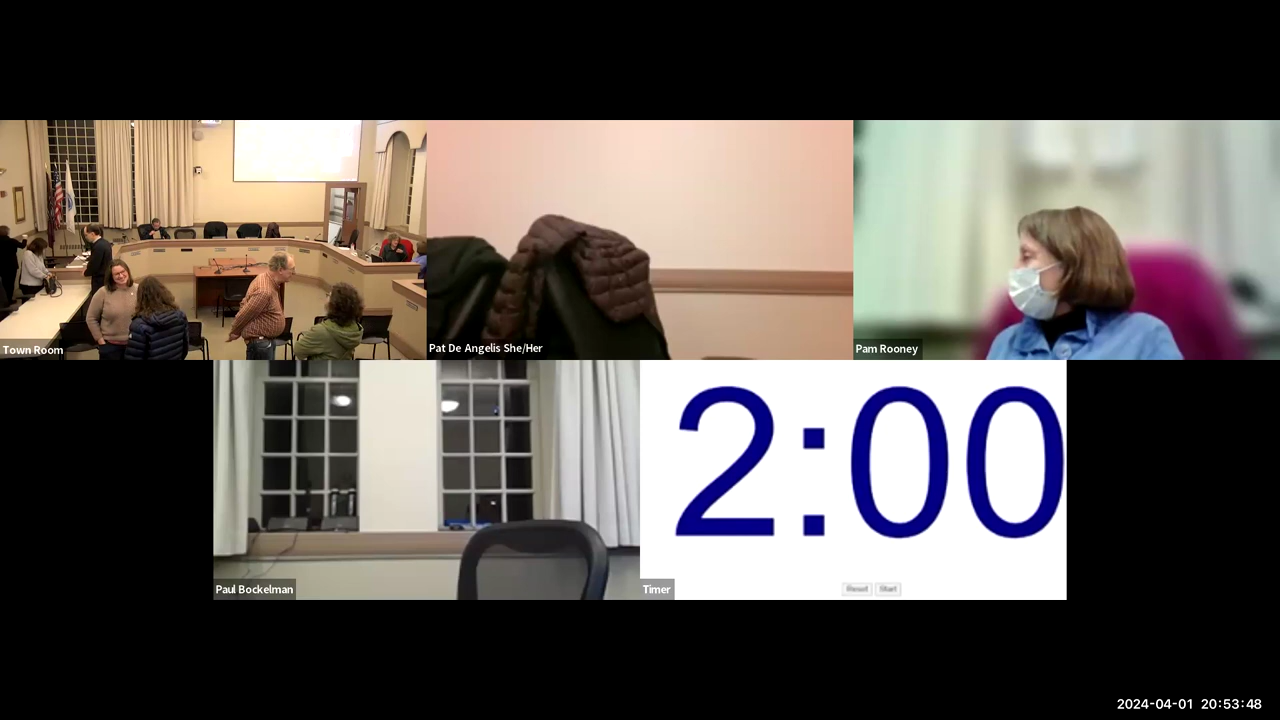 Town Room
Pat De Angelis She/Her
Pam Rooney
2:00
Paul Bockelman
Timer
Reset Start
2024-04-01 20:53:48